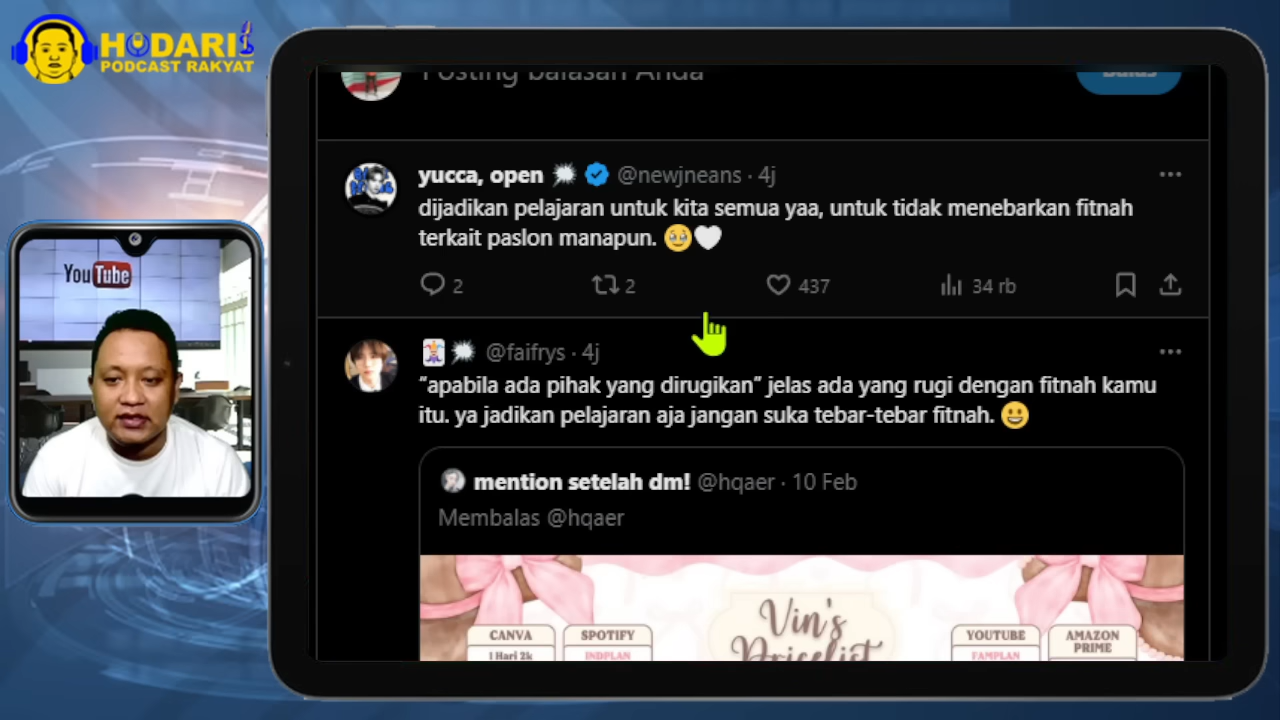 HODARI
PODCAST RAKYAT
YouTube
Posting balasan Anda
Balas
yucca, open @newjneans · 4j
dijadikan pelajaran untuk kita semua yaa, untuk tidak menebarkan fitnah
terkait paslon manapun. 🥹🤍
2 2 437 34 rb
🃏 @faifrys · 4j
“apabila ada pihak yang dirugikan” jelas ada yang rugi dengan fitnah kamu
itu. ya jadikan pelajaran aja jangan suka tebar-tebar fitnah. 😀
mention setelah dm! @hqaer · 10 Feb
Membalas @hqaer
Vin's
Pricelist
CANVA SPOTIFY YOUTUBE AMAZON
PRIME
1 Hari 2k INDPLAN FAMPLAN